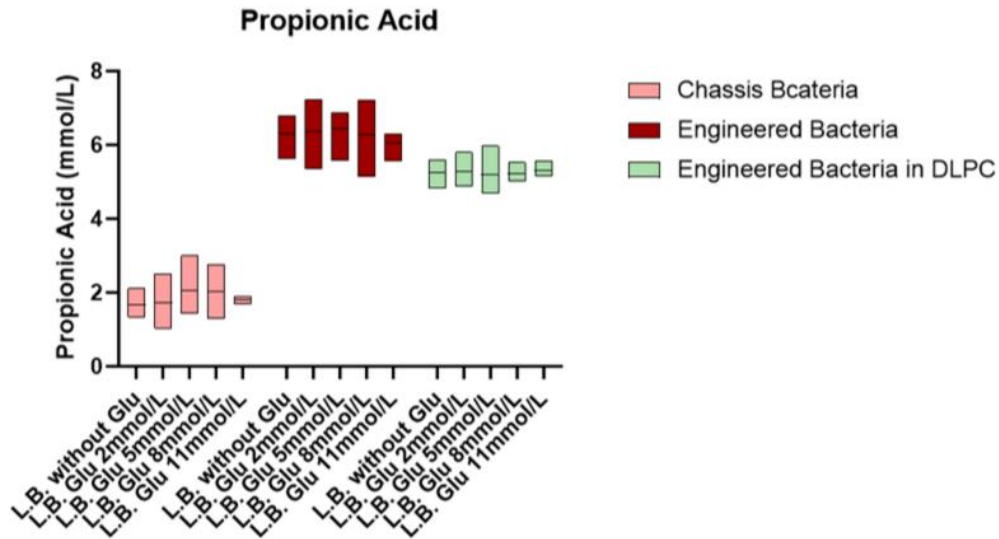 Propionic Acid
Propionic Acid (mmol/L)
8
6
4
2
0
Chassis Bcateria
Engineered Bacteria
Engineered Bacteria in DLPC
L.B. without Glu
L.B. Glu 2mmol/L
L.B. Glu 5mmol/L
L.B. Glu 8mmol/L
L.B. Glu 11mmol/L
L.B. without Glu
L.B. Glu 2mmol/L
L.B. Glu 5mmol/L
L.B. Glu 8mmol/L
L.B. Glu 11mmol/L
L.B. without Glu
L.B. Glu 2mmol/L
L.B. Glu 5mmol/L
L.B. Glu 8mmol/L
L.B. Glu 11mmol/L